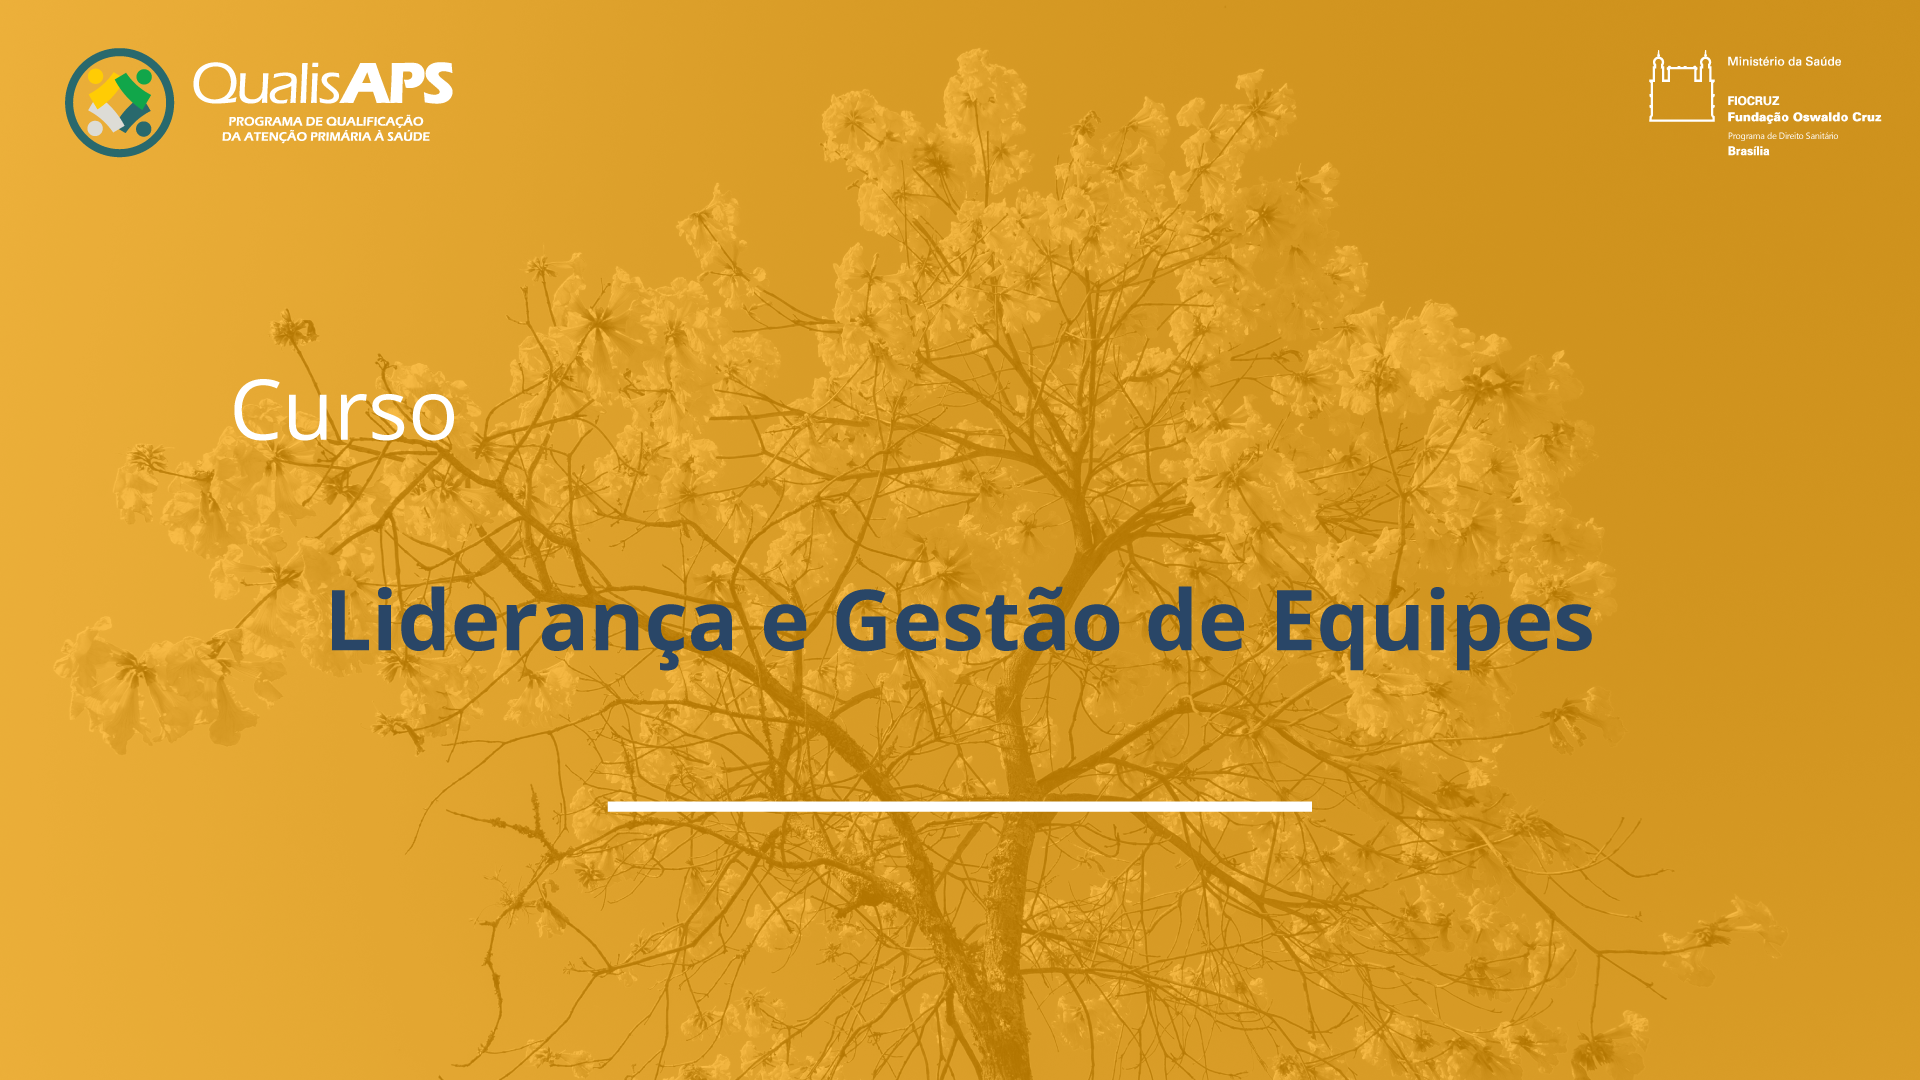 QualisAPS
PROGRAMA DE QUALIFICAÇÃO
DA ATENÇÃO PRIMÁRIA À SAÚDE
Ministério da Saúde
FIOCRUZ
Fundação Oswaldo Cruz
Programa de Direito Sanitário
Brasília
Curso
Liderança e Gestão de Equipes